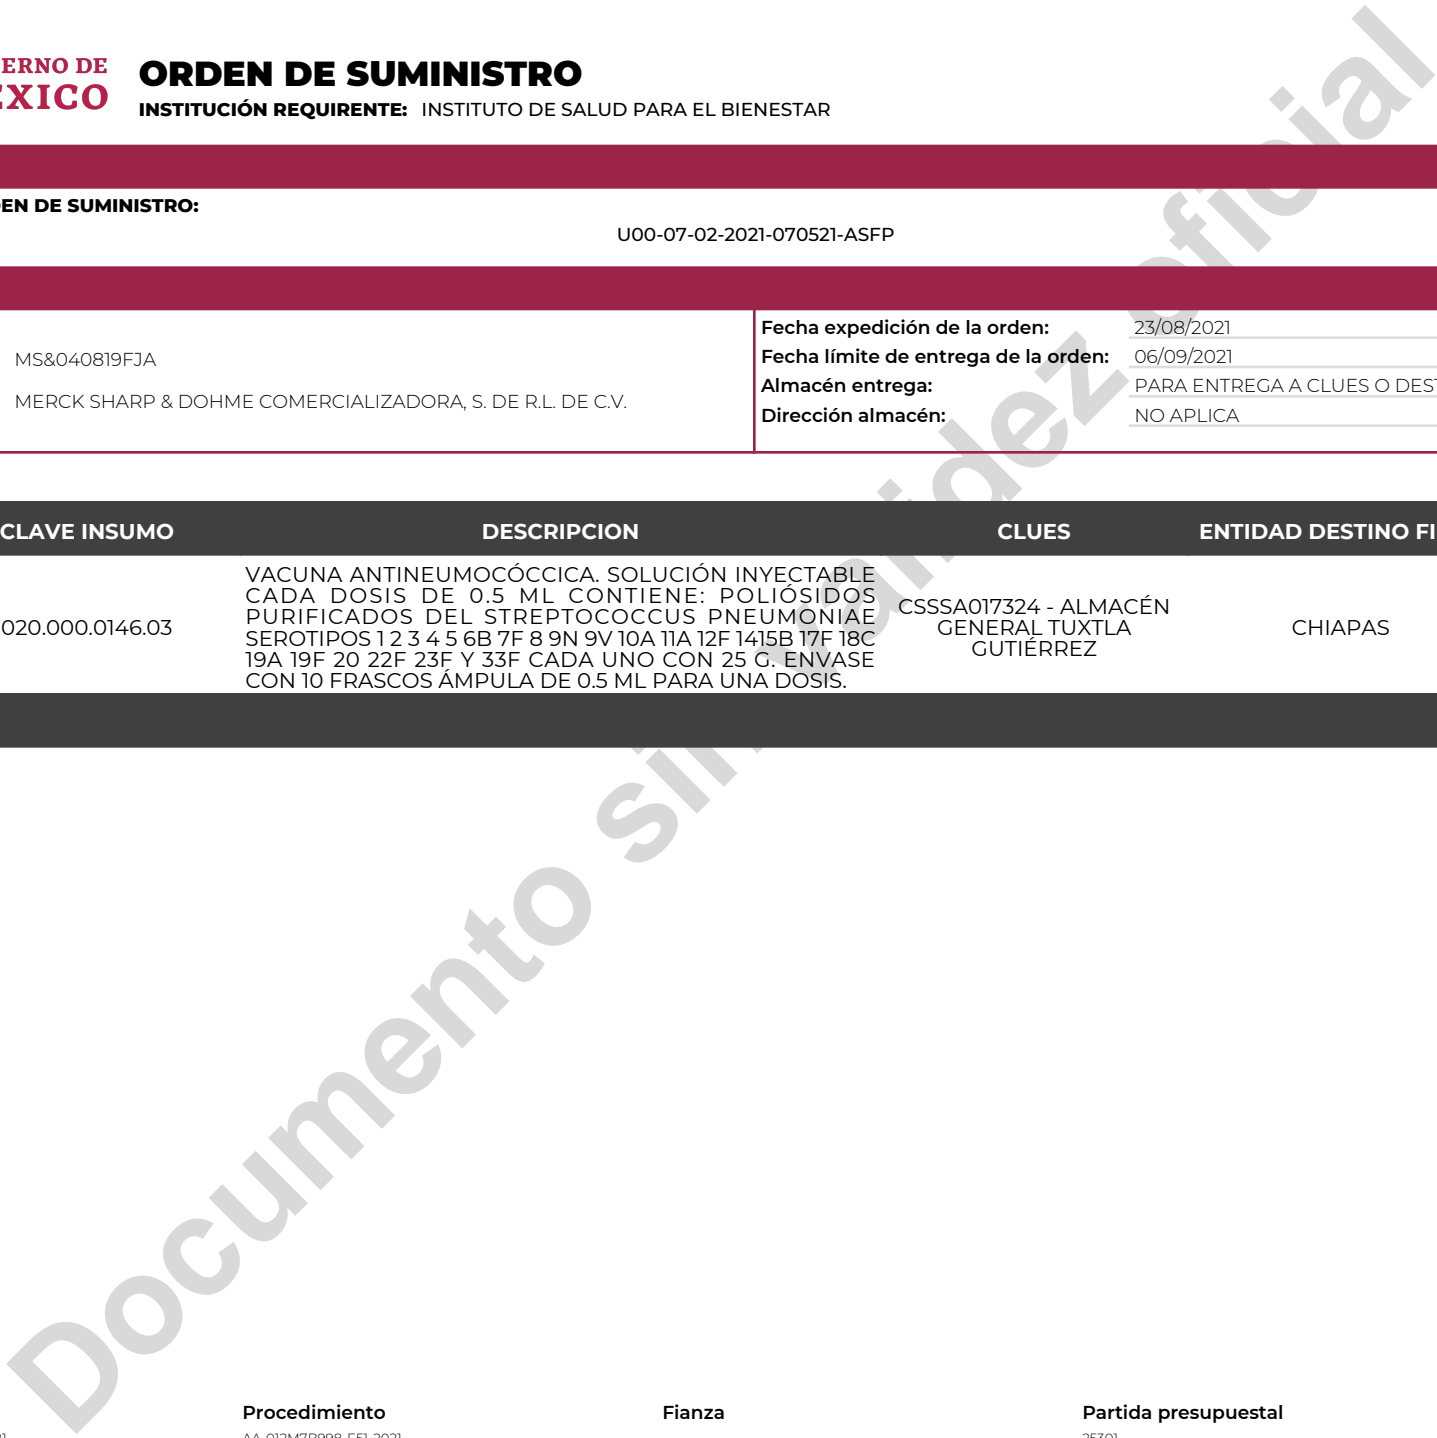 ERNO DE
ÉXICO
ORDEN DE SUMINISTRO
INSTITUCIÓN REQUIRENTE: INSTITUTO DE SALUD PARA EL BIENESTAR
EN DE SUMINISTRO:
U00-07-02-2021-070521-ASFP
MS&040819FJA
MERCK SHARP & DOHME COMERCIALIZADORA, S. DE R.L. DE C.V.
Fecha expedición de la orden: 23/08/2021
Fecha límite de entrega de la orden: 06/09/2021
Almacén entrega: PARA ENTREGA A CLUES O DEST
Dirección almacén: NO APLICA
CLAVE INSUMO DESCRIPCION CLUES ENTIDAD DESTINO FI
020.000.0146.03
VACUNA ANTINEUMOCÓCCICA. SOLUCIÓN INYECTABLE
CADA DOSIS DE 0.5 ML CONTIENE: POLIÓSIDOS
PURIFICADOS DEL STREPTOCOCCUS PNEUMONIAE
SEROTIPOS 1 2 3 4 5 6B 7F 8 9N 9V 10A 11A 12F 1415B 17F 18C
19A 19F 20 22F 23F Y 33F CADA UNO CON 25 G. ENVASE
CON 10 FRASCOS ÁMPULA DE 0.5 ML PARA UNA DOSIS.
CSSSA017324 - ALMACÉN
GENERAL TUXTLA
GUTIÉRREZ
CHIAPAS
Documento sin validez oficial
Procedimiento Fianza Partida presupuestal